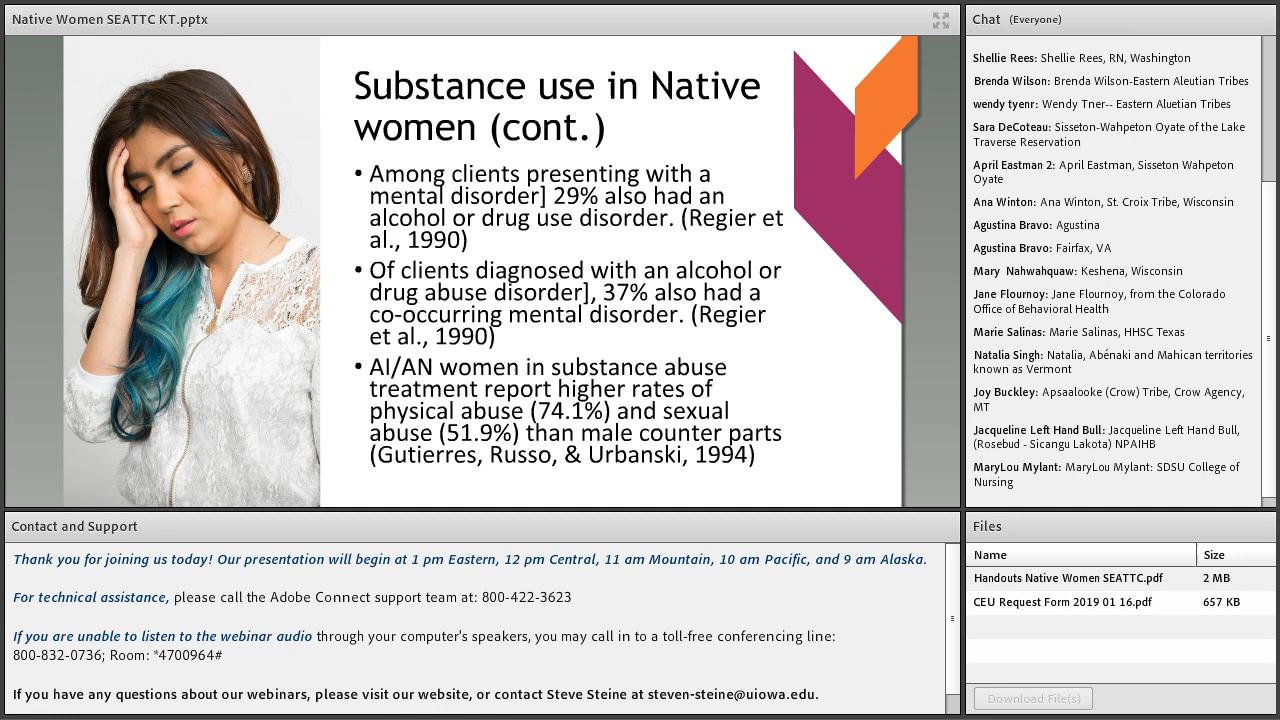 Native Women SEATTC KT.pptx
Substance use in Native
women (cont.)
• Among clients presenting with a
mental disorder] 29% also had an
alcohol or drug use disorder. (Regier et
al., 1990)
• Of clients diagnosed with an alcohol or
drug abuse disorder], 37% also had a
co-occurring mental disorder. (Regier
et al., 1990)
• AI/AN women in substance abuse
treatment report higher rates of
physical abuse (74.1%) and sexual
abuse (51.9%) than male counter parts
(Gutierres, Russo, & Urbanski, 1994)
Chat (Everyone)
Shellie Rees: Shellie Rees, RN, Washington
Brenda Wilson: Brenda Wilson-Eastern Aleutian Tribes
wendy tyenr: Wendy Tner-- Eastern Aluetian Tribes
Sara DeCoteau: Sisseton-Wahpeton Oyate of the Lake
Traverse Reservation
April Eastman 2: April Eastman, Sisseton Wahpeton
Oyate
Ana Winton: Ana Winton, St. Croix Tribe, Wisconsin
Agustina Bravo: Agustina
Agustina Bravo: Fairfax, VA
Mary Nahwahquaw: Keshena, Wisconsin
Jane Flournoy: Jane Flournoy, from the Colorado
Office of Behavioral Health
Marie Salinas: Marie Salinas, HHSC Texas
Natalia Singh: Natalia, Abénaki and Mahican territories
known as Vermont
Joy Buckley: Apsaalooke (Crow) Tribe, Crow Agency,
MT
Jacqueline Left Hand Bull: Jacqueline Left Hand Bull,
(Rosebud - Sicangu Lakota) NPAIHB
MaryLou Mylant: MaryLou Mylant: SDSU College of
Nursing
Contact and Support
Thank you for joining us today! Our presentation will begin at 1 pm Eastern, 12 pm Central, 11 am Mountain, 10 am Pacific, and 9 am Alaska.
For technical assistance, please call the Adobe Connect support team at: 800-422-3623
If you are unable to listen to the webinar audio through your computer's speakers, you may call in to a toll-free conferencing line:
800-832-0736; Room: *4700964#
If you have any questions about our webinars, please visit our website, or contact Steve Steine at steven-steine@uiowa.edu.
Files
Name Size
Handouts Native Women SEATTC.pdf 2 MB
CEU Request Form 2019 01 16.pdf 657 KB
Download File(s)